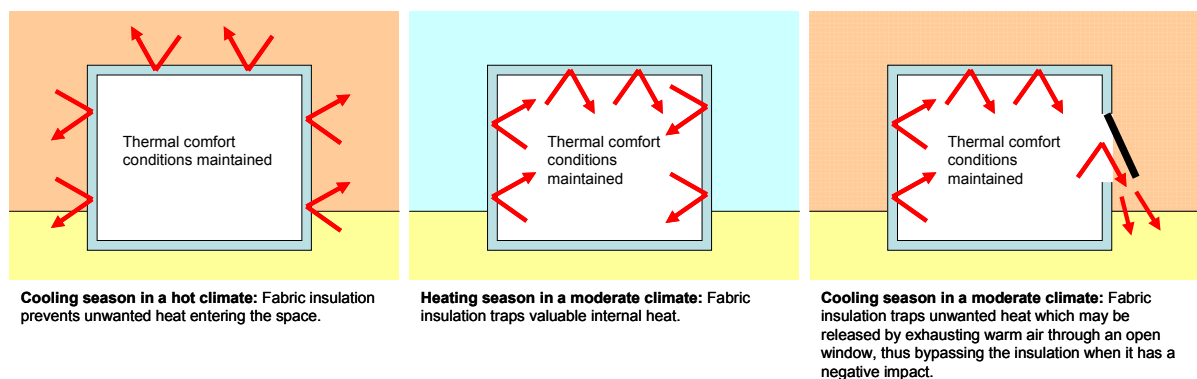 Thermal comfort
conditions maintained
Thermal comfort
conditions
maintained
Thermal comfort
conditions
maintained
Cooling season in a hot climate: Fabric insulation
prevents unwanted heat entering the space.
Heating season in a moderate climate: Fabric
insulation traps valuable internal heat.
Cooling season in a moderate climate: Fabric
insulation traps unwanted heat which may be
released by exhausting warm air through an open
window, thus bypassing the insulation when it has a
negative impact.